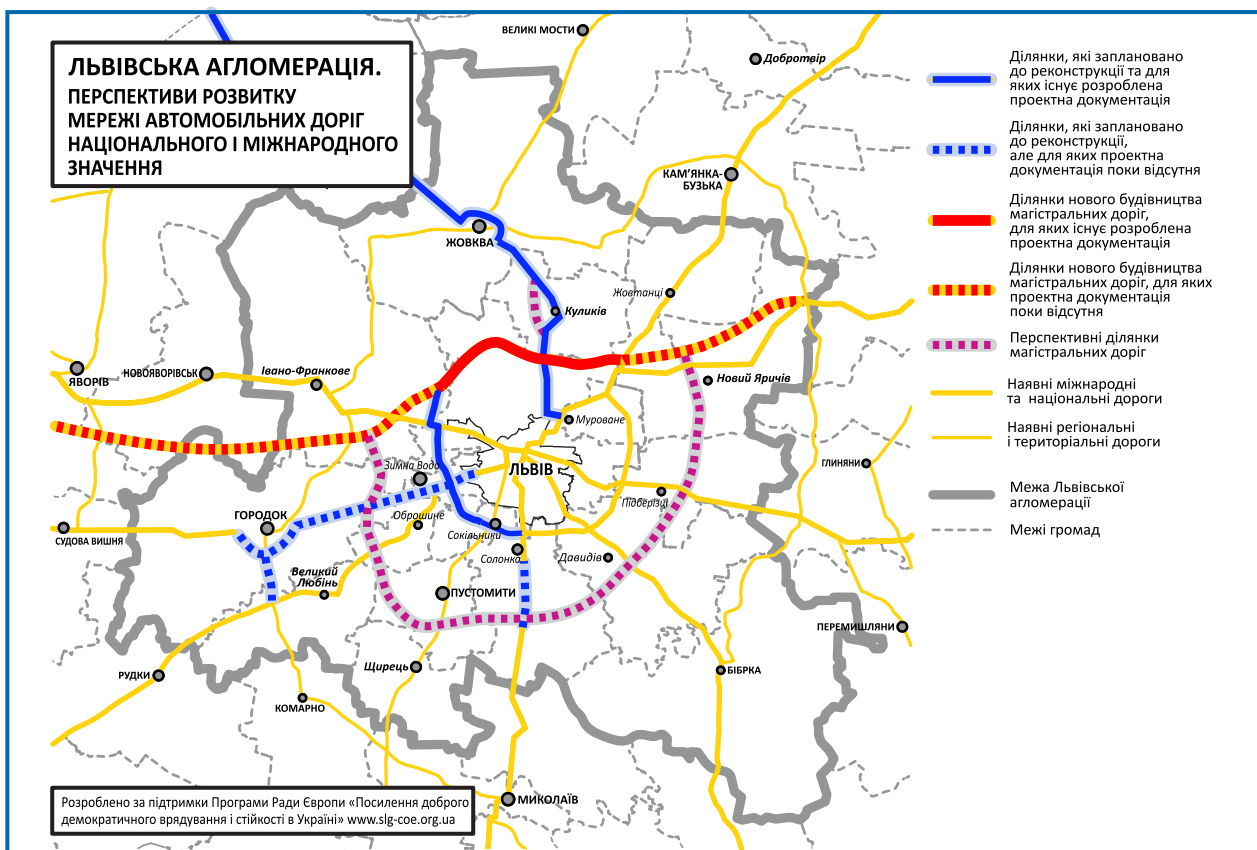 ЛЬВІВСЬКА АГЛОМЕРАЦІЯ.
ПЕРСПЕКТИВИ РОЗВИТКУ
МЕРЕЖІ АВТОМОБІЛЬНИХ ДОРІГ
НАЦІОНАЛЬНОГО І МІЖНАРОДНОГО
ЗНАЧЕННЯ
ВЕЛИКІ МОСТИ
Добротвір
КАМ'ЯНКА-
БУЗЬКА
ЖОВКВА
Жовтанці
Куликів
ЯВОРІВ
НОВОЯВОРІВСЬК
Івано-Франкове
Новий Яричів
Муроване
ЛЬВІВ
Зимна Вода
ГЛИНЯНИ
Підберізці
ГОРОДОК
Оброшине
СУДОВА ВИШНЯ
Сокільники
Солонка
Давидів
Великий
Любінь
ПУСТОМИТИ
ПЕРЕМИШЛЯНИ
Щирець
БІБРКА
РУДКИ
КОМАРНО
МИКОЛАЇВ
Розроблено за підтримки Програми Ради Європи «Посилення доброго
демократичного врядування і стійкості в Україні» www.slg-coe.org.ua
Ділянки, які заплановано
до реконструкції та для
яких існує розроблена
проектна документація
Ділянки, які заплановано
до реконструкції,
але для яких проектна
документація поки відсутня
Ділянки нового будівництва
магістральних доріг,
для яких існує розроблена
проектна документація
Ділянки нового будівництва
магістральних доріг, для яких
проектна документація
поки відсутня
Перспективні ділянки
магістральних доріг
Наявні міжнародні
та національні дороги
Наявні регіональні
і територіальні дороги
Межа Львівської
агломерації
Межі громад